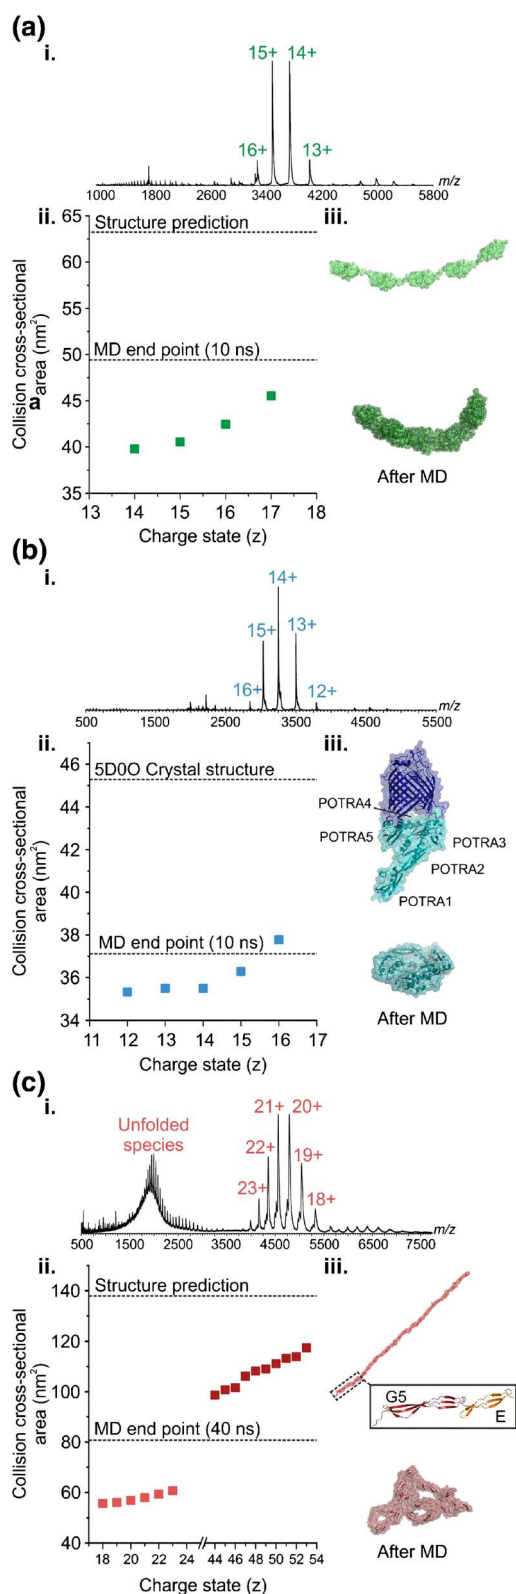 (a)
i.
15+ 14+
16+ 13+
m/z
1000 1800 2600 3400 4200 5000 5800
ii.
iii.
Structure prediction
MD end point (10 ns)
Collision cross-sectional
area (nm²)
a
65
60
55
50
45
40
35
13 14 15 16 17 18
Charge state (z)
After MD
(b)
i.
14+
15+ 13+
16+ 12+
m/z
500 1500 2500 3500 4500 5500
ii.
iii.
5D0O Crystal structure
MD end point (10 ns)
Collision cross-sectional
area (nm²)
46
44
42
40
38
36
34
11 12 13 14 15 16 17
Charge state (z)
POTRA4
POTRA5
POTRA3
POTRA2
POTRA1
After MD
(c)
i.
Unfolded
species
21+ 20+
22+ 19+
23+ 18+
m/z
500 1500 2500 3500 4500 5500 6500 7500
ii.
iii.
Structure prediction
MD end point (40 ns)
Collision cross-sectional
area (nm²)
140
120
100
80
60
40
18 20 22 24 44 46 48 50 52 54
Charge state (z)
G5
E
After MD